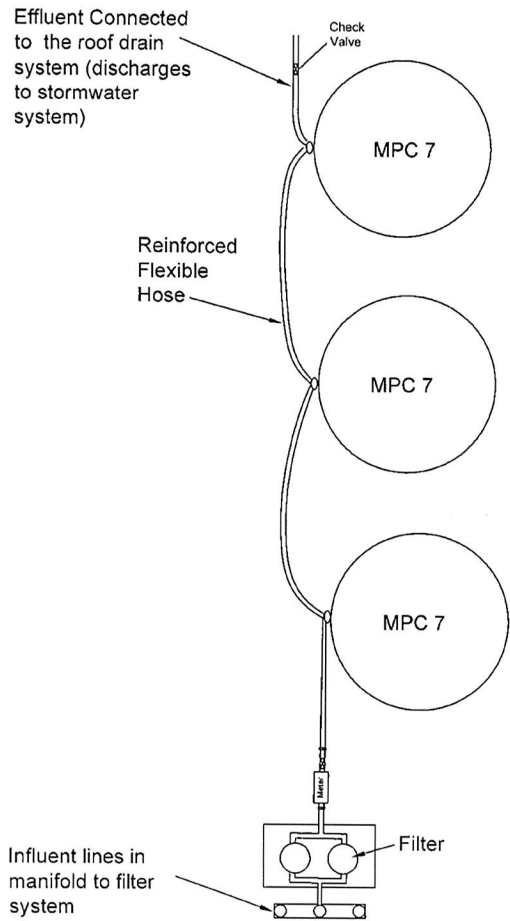 Effluent Connected
to the roof drain
system (discharges
to stormwater
system)
Check
Valve
MPC 7
Reinforced
Flexible
Hose
MPC 7
MPC 7
Meter
Filter
Influent lines in
manifold to filter
system